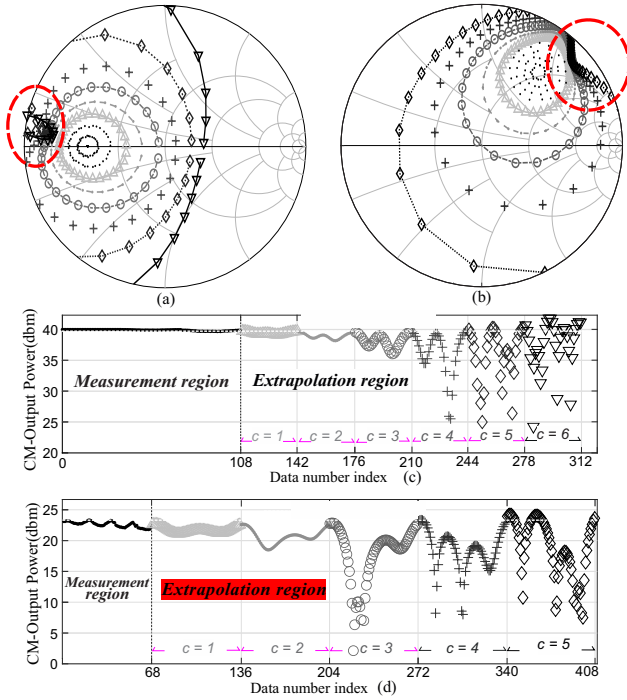 (a)
(b)
CM-Output Power(dbm)
40
35
30
25
20
Measurement region
Extrapolation region
c = 1
c = 2
c = 3
c = 4
c = 5
c = 6
0
108
142
176
210
244
278
312
Data number index
(c)
CM-Output Power(dbm)
25
20
15
10
5
0
Measurement
region
Extrapolation region
c = 1
c = 2
c = 3
c = 4
c = 5
68
136
204
272
340
408
Data number index
(d)